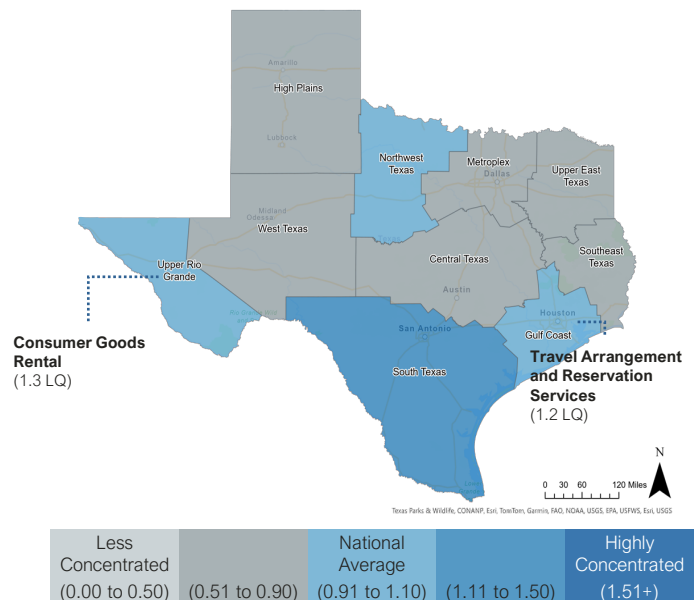 Amarillo
High Plains
Lubbock
Northwest
Texas
Metroplex
Dallas
Upper East
Texas
Midland
Odessa
West Texas
Texas
Upper Rio
Grande
Central Texas
Southeast
Texas
Austin
Houston
San Antonio
Gulf Coast
South Texas
Consumer Goods
Rental
(1.3 LQ)
Travel Arrangement
and Reservation
Services
(1.2 LQ)
N
0 30 60 120 Miles
Texas Parks & Wildlife, CONANP, Esri, TomTom, Garmin, FAO, NOAA, USGS, EPA, USFWS, Esri, USGS
Less
Concentrated
(0.00 to 0.50)
(0.51 to 0.90)
National
Average
(0.91 to 1.10)
(1.11 to 1.50)
Highly
Concentrated
(1.51+)